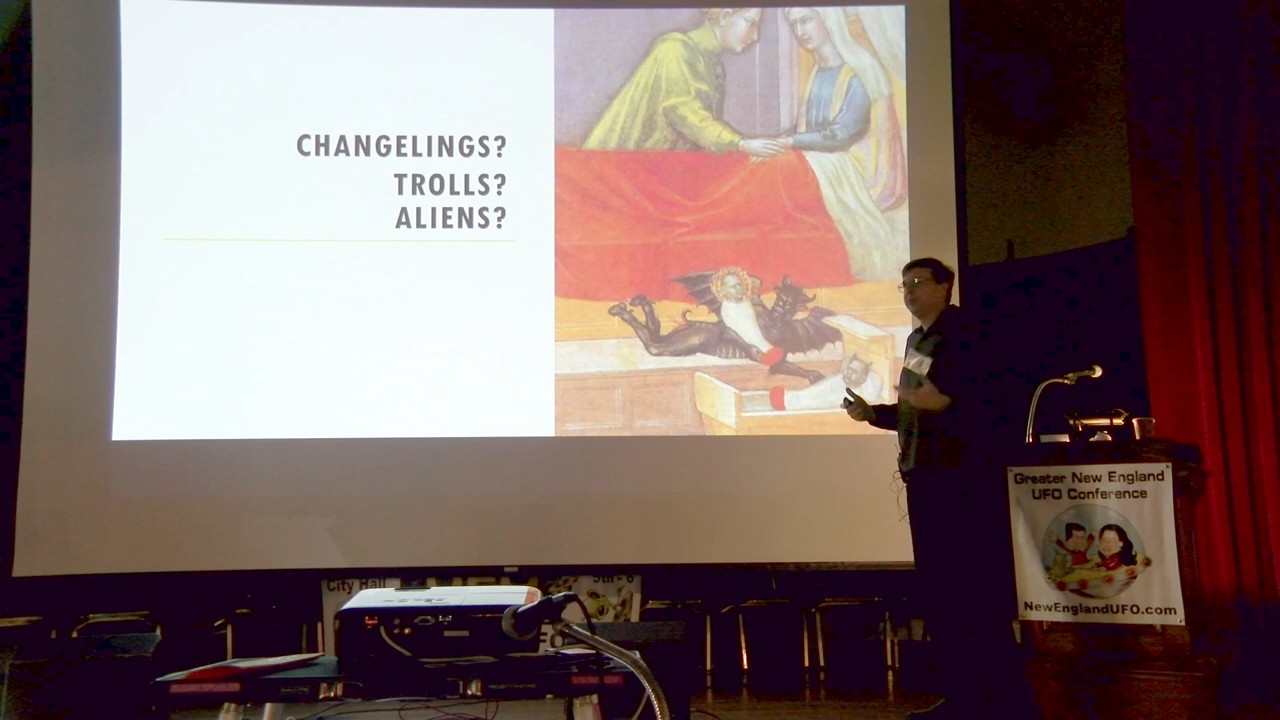 CHANGELINGS?
TROLLS?
ALIENS?
Greater New England
UFO Conference
NewEnglandUFO.com
City Hall